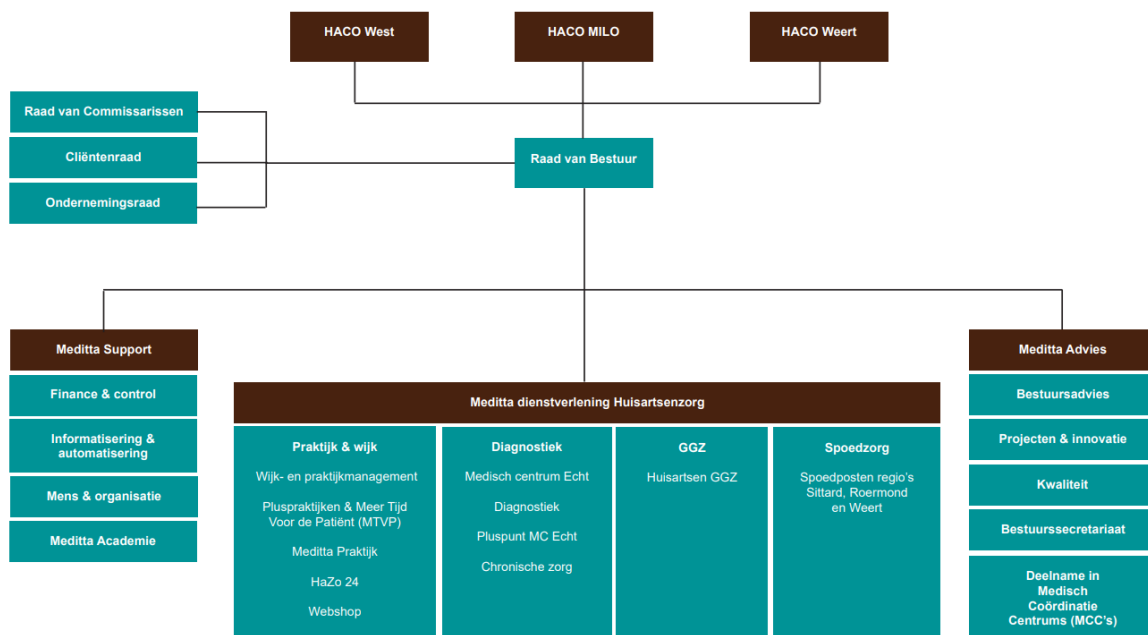 HACO West
HACO MILO
HACO Weert
Raad van Commissarissen
Cliëntenraad
Ondernemingsraad
Raad van Bestuur
Meditta Support
Finance & control
Informatisering &
automatisering
Mens & organisatie
Meditta Academie
Meditta dienstverlening Huisartsenzorg
Praktijk & wijk
Wijk- en praktijkmanagement
Pluspraktijken & Meer Tijd
Voor de Patiënt (MTVP)
Meditta Praktijk
HaZo 24
Webshop
Diagnostiek
Medisch centrum Echt
Diagnostiek
Pluspunt MC Echt
Chronische zorg
GGZ
Huisartsen GGZ
Spoedzorg
Spoedposten regio’s
Sittard, Roermond
en Weert
Meditta Advies
Bestuursadvies
Projecten & innovatie
Kwaliteit
Bestuurssecretariaat
Deelname in
Medisch
Coördinatie
Centrums (MCC’s)